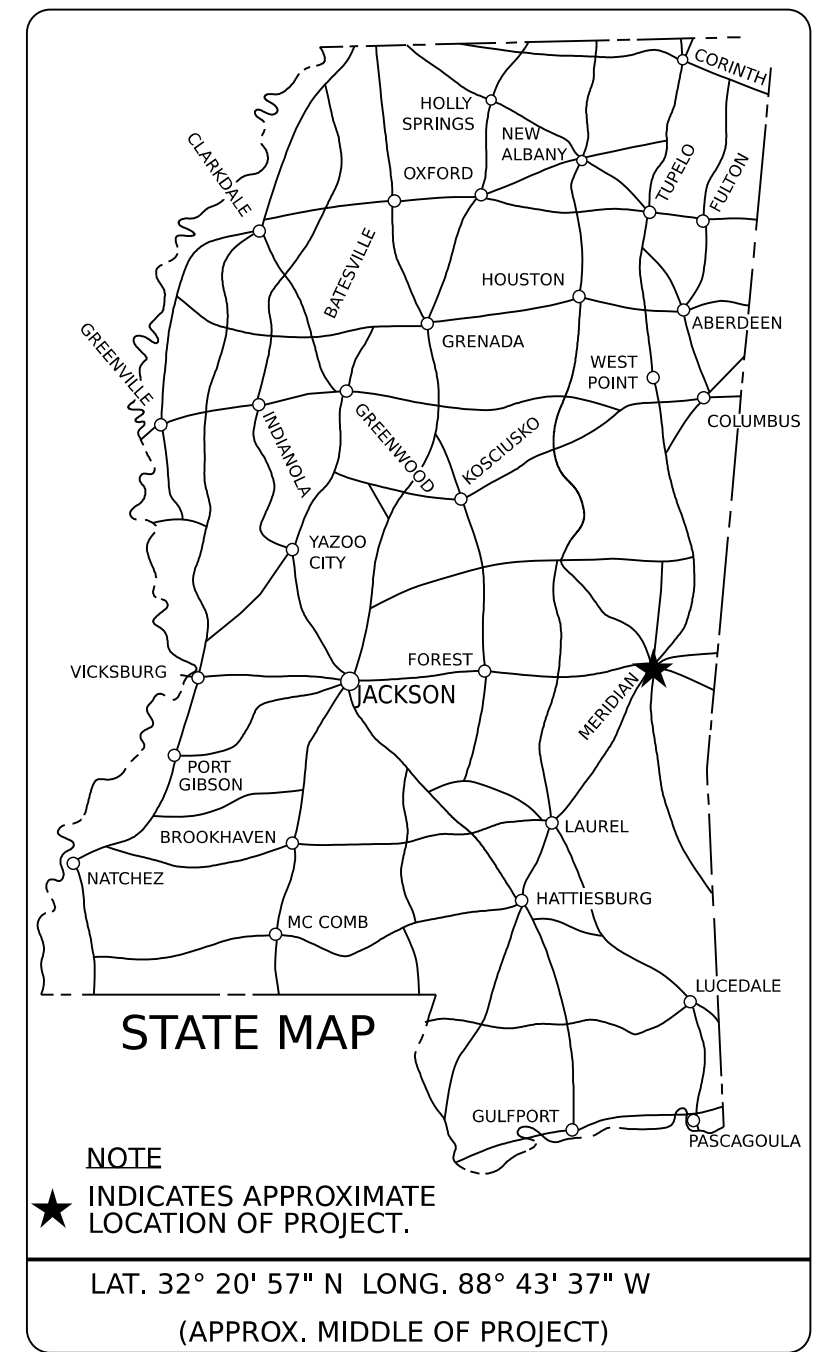 CORINTH
HOLLY
SPRINGS
NEW
ALBANY
CLARKDALE
OXFORD
TUPELO
FULTON
BATESVILLE
HOUSTON
ABERDEEN
GREENVILLE
GRENADA
WEST
POINT
INDIANOLA
GREENWOOD
KOSCIUSKO
COLUMBUS
YAZOO
CITY
VICKSBURG
FOREST
JACKSON
MERIDIAN
PORT
GIBSON
BROOKHAVEN
LAUREL
NATCHEZ
HATTIESBURG
MC COMB
LUCEDALE
STATE MAP
GULFPORT
PASCAGOULA
NOTE
INDICATES APPROXIMATE
LOCATION OF PROJECT.
LAT. 32° 20' 57" N LONG. 88° 43' 37" W
(APPROX. MIDDLE OF PROJECT)